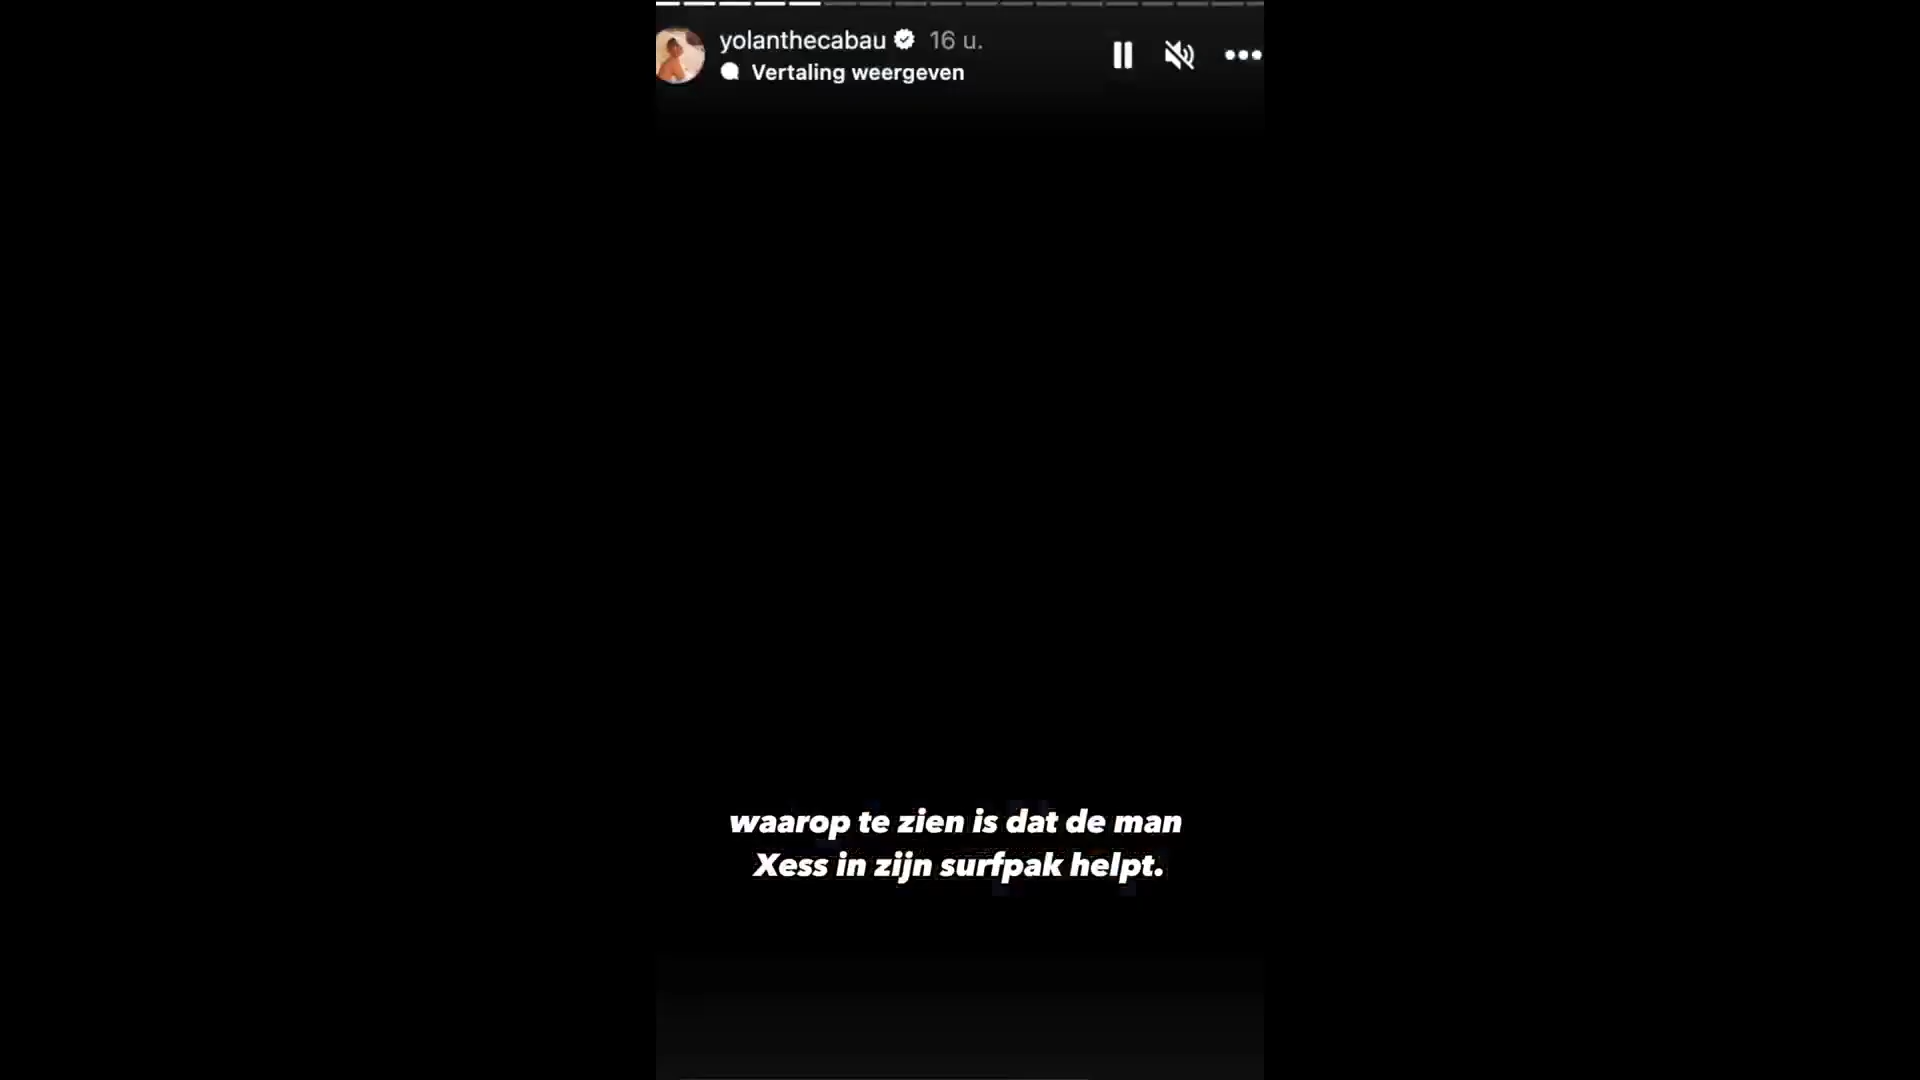 yolanthecabau 16 u.
Vertaling weergeven
waarop te zien is dat de man
Xess in zijn surfpak helpt.